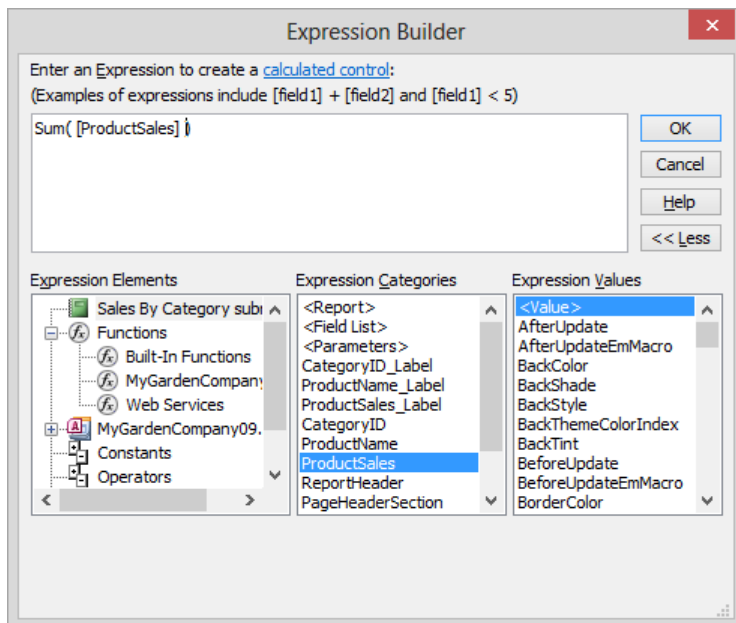 Expression Builder
Enter an Expression to create a calculated control:
(Examples of expressions include [field1] + [field2] and [field1] < 5)
Sum( [ProductSales] )
OK
Cancel
Help
<< Less
Expression Elements
Sales By Category sub
Functions
Built-In Functions
MyGardenCompany
Web Services
MyGardenCompany09.
Constants
Operators
Expression Categories
<Report>
<Field List>
<Parameters>
CategoryID_Label
ProductName_Label
ProductSales_Label
CategoryID
ProductName
ProductSales
ReportHeader
PageHeaderSection
Expression Values
<Value>
AfterUpdate
AfterUpdateEmMacro
BackColor
BackShade
BackStyle
BackThemeColorIndex
BackTint
BeforeUpdate
BeforeUpdateEmMacro
BorderColor